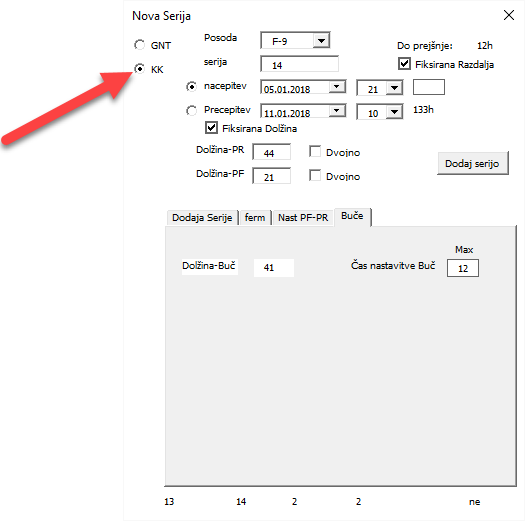 Nova Serija
GNT Posoda F-9 Do prejšnje: 12h
KK serija 14 Fiksirana Razdalja
nacepitev 05.01.2018 21
Precepitev 11.01.2018 10 133h
Fiksirana Dolžina
Dolžina-PR 44 Dvojno
Dolžina-PF 21 Dvojno
Dodaj serijo
Dodaja Serije ferm Nast PF-PR Buče
Max
Dolžina-Buč 41 Čas nastavitve Buč 12
13 14 2 2 ne